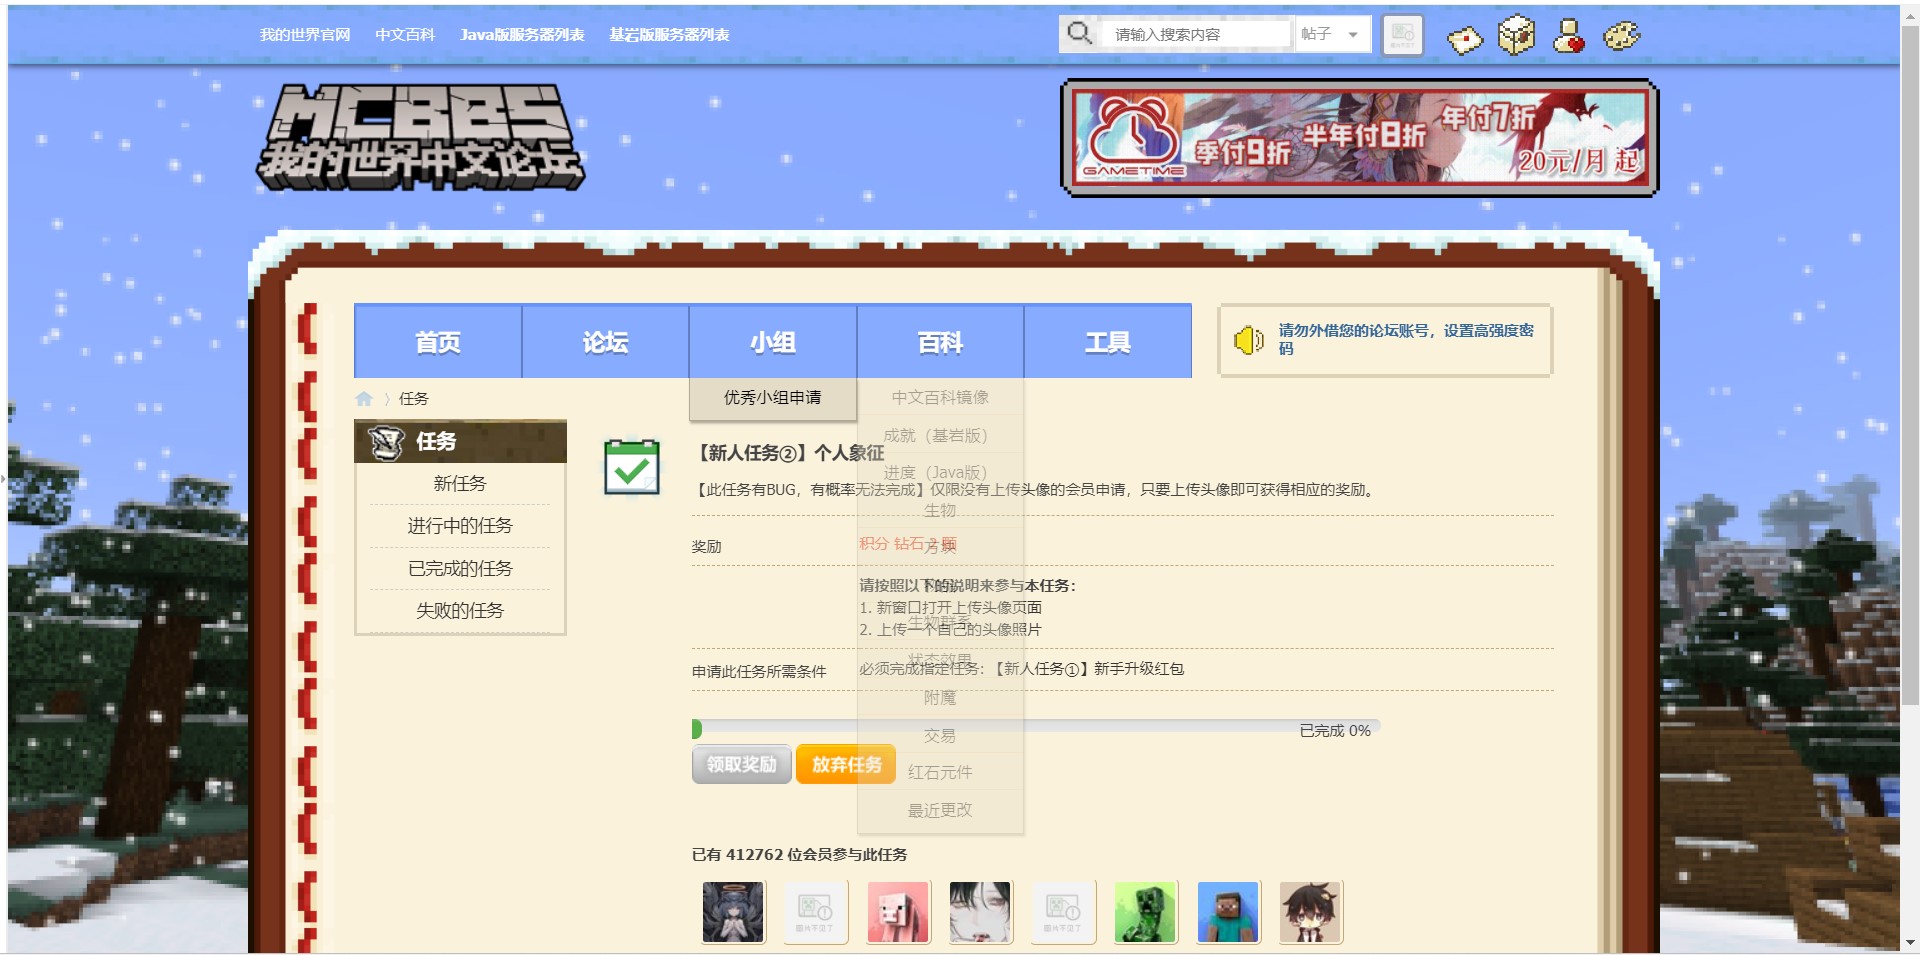 我的世界官网 中文百科 Java版服务器列表 基岩版服务器列表
请输入搜索内容 帖子
MCBBS
我的世界中文论坛
GAMETIME
季付9折 半年付8折 年付7折
20元/月 起
首页 论坛 小组 百科 工具
请勿外借您的论坛账号，设置高强度密
码
任务
优秀小组申请
中文百科镜像
成就（基岩版）
进度（Java版）
生物
方块
生物群系
状态效果
附魔
交易
红石元件
最近更改
任务
新任务
进行中的任务
已完成的任务
失败的任务
【新人任务②】个人象征
【此任务有BUG，有概率无法完成】仅限没有上传头像的会员申请，只要上传头像即可获得相应的奖励。
奖励 积分 钻石 2 颗
请按照以下的说明来参与本任务：
1. 新窗口打开上传头像页面
2. 上传一个自己的头像照片
申请此任务所需条件 必须完成指定任务：【新人任务①】新手升级红包
已完成 0%
领取奖励 放弃任务
已有 412762 位会员参与此任务